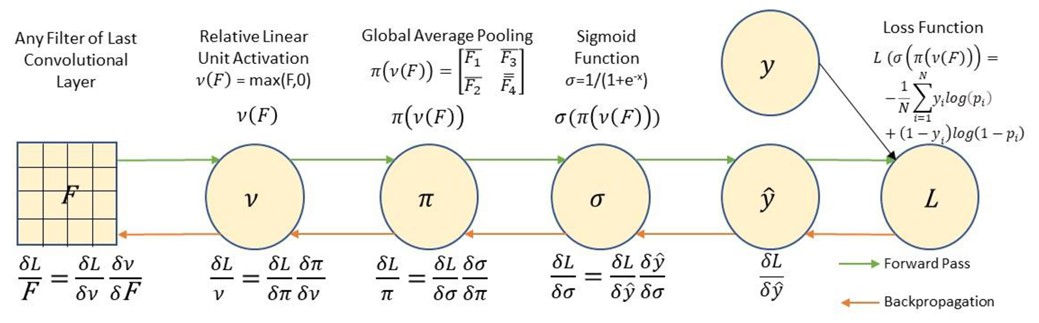 Any Filter of Last
Convolutional
Layer
Relative Linear
Unit Activation
ν(F) = max(F,0)
ν(F)
Global Average Pooling
π(ν(F)) = [F̅₁ F̅₃
F̅₂ F̿₄]
π(ν(F))
Sigmoid
Function
σ=1/(1+e⁻ˣ)
σ(π(ν(F)))
y
Loss Function
L (σ(π(ν(F))) =
−1/N ∑ᵢ₌₁ᴺ yᵢlog(pᵢ)
+ (1 − yᵢ)log(1 − pᵢ)
F
ν
π
σ
ŷ
L
δL/F = δL/δν δν/δF
δL/ν = δL/δπ δπ/δν
δL/π = δL/δσ δσ/δπ
δL/δσ = δL/δŷ δŷ/δσ
δL/δŷ
Forward Pass
Backpropagation